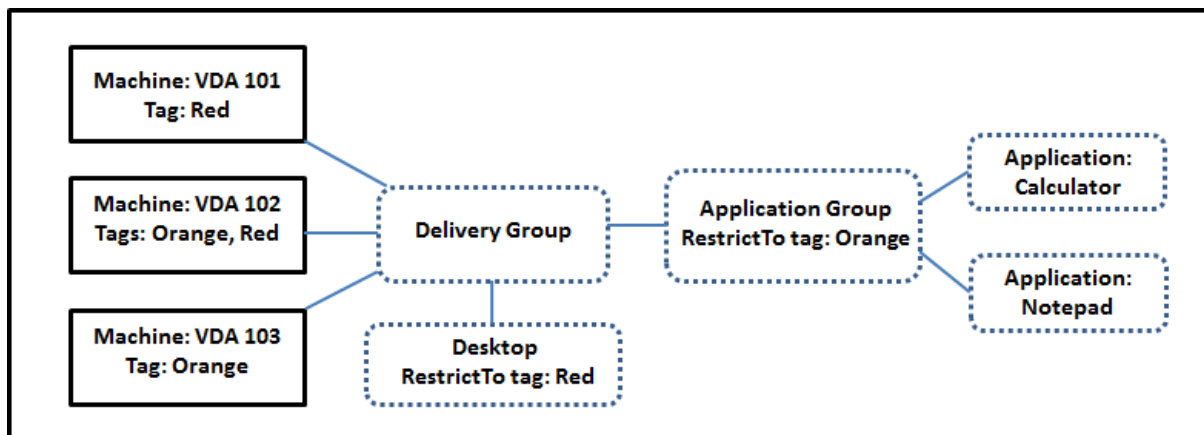 Machine: VDA 101
Tag: Red
Machine: VDA 102
Tags: Orange, Red
Machine: VDA 103
Tag: Orange
Delivery Group
Desktop
RestrictTo tag: Red
Application Group
RestrictTo tag: Orange
Application:
Calculator
Application:
Notepad